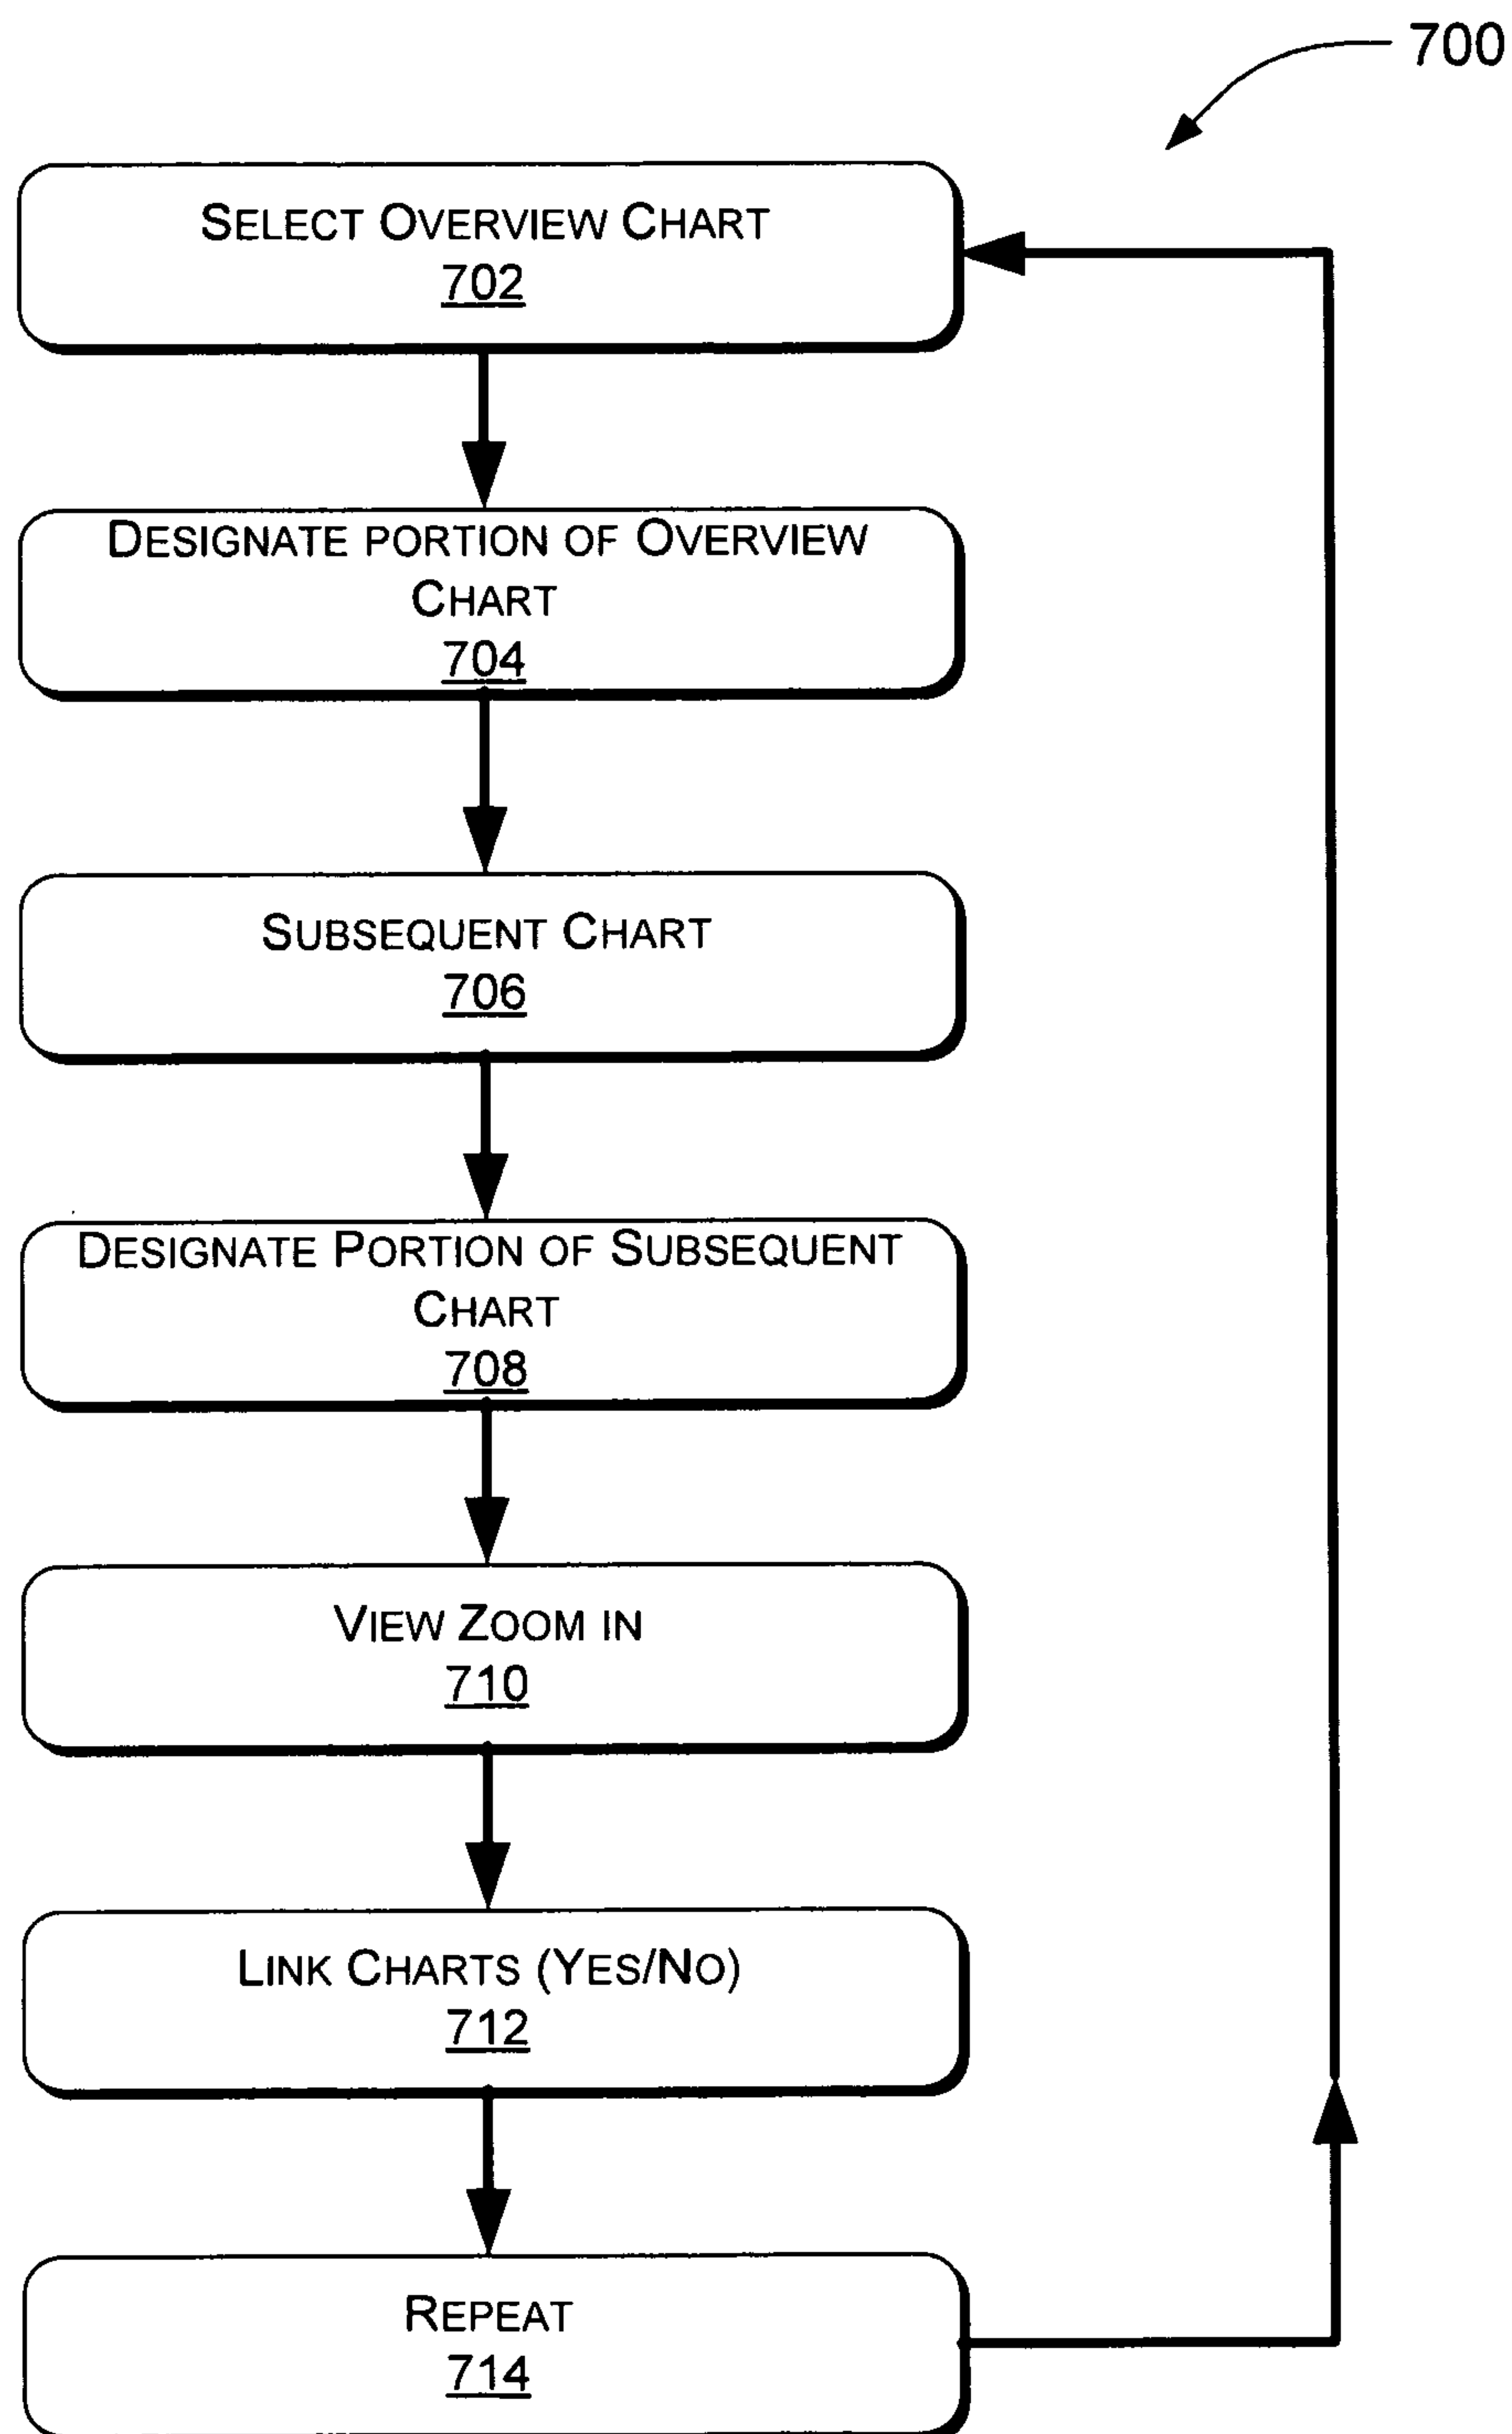 700
SELECT OVERVIEW CHART
702
DESIGNATE PORTION OF OVERVIEW
CHART
704
SUBSEQUENT CHART
706
DESIGNATE PORTION OF SUBSEQUENT
CHART
708
VIEW ZOOM IN
710
LINK CHARTS (YES/NO)
712
REPEAT
714